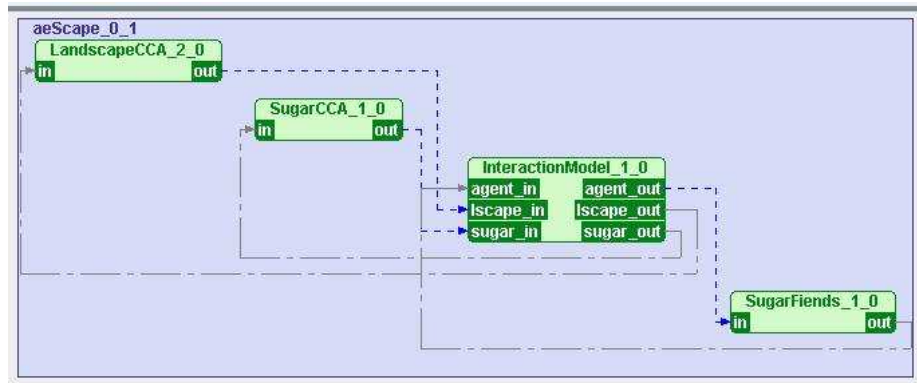 aeScape_0_1
LandscapeCCA_2_0
in out
SugarCCA_1_0
in out
InteractionModel_1_0
agent_in agent_out
lscape_in lscape_out
sugar_in sugar_out
SugarFiends_1_0
in out